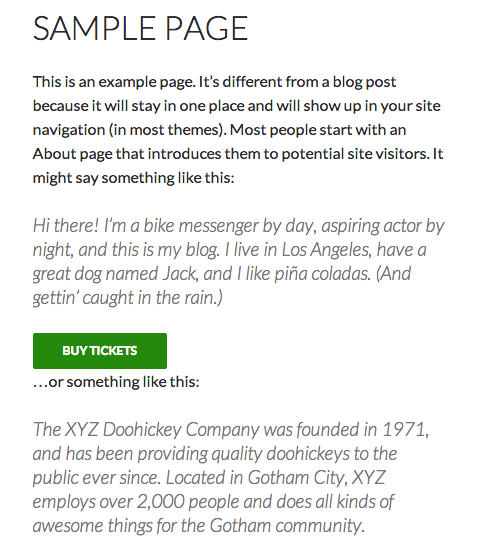 SAMPLE PAGE
This is an example page. It’s different from a blog post
because it will stay in one place and will show up in your site
navigation (in most themes). Most people start with an
About page that introduces them to potential site visitors. It
might say something like this:
Hi there! I’m a bike messenger by day, aspiring actor by
night, and this is my blog. I live in Los Angeles, have a
great dog named Jack, and I like piña coladas. (And
gettin’ caught in the rain.)
BUY TICKETS
…or something like this:
The XYZ Doohickey Company was founded in 1971,
and has been providing quality doohickeys to the
public ever since. Located in Gotham City, XYZ
employs over 2,000 people and does all kinds of
awesome things for the Gotham community.